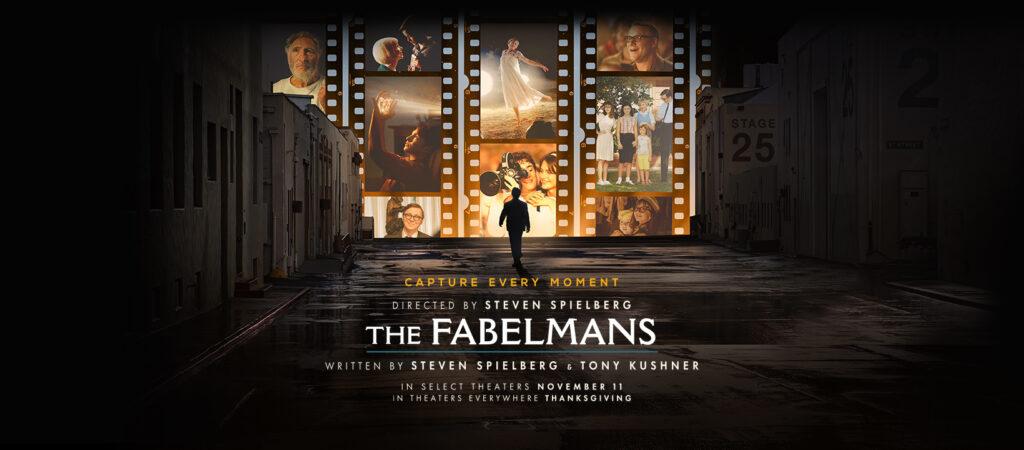 STAGE
25
2
CAPTURE EVERY MOMENT
DIRECTED BY STEVEN SPIELBERG
THE FABELMANS
WRITTEN BY STEVEN SPIELBERG & TONY KUSHNER
IN SELECT THEATERS NOVEMBER 11
IN THEATERS EVERYWHERE THANKSGIVING